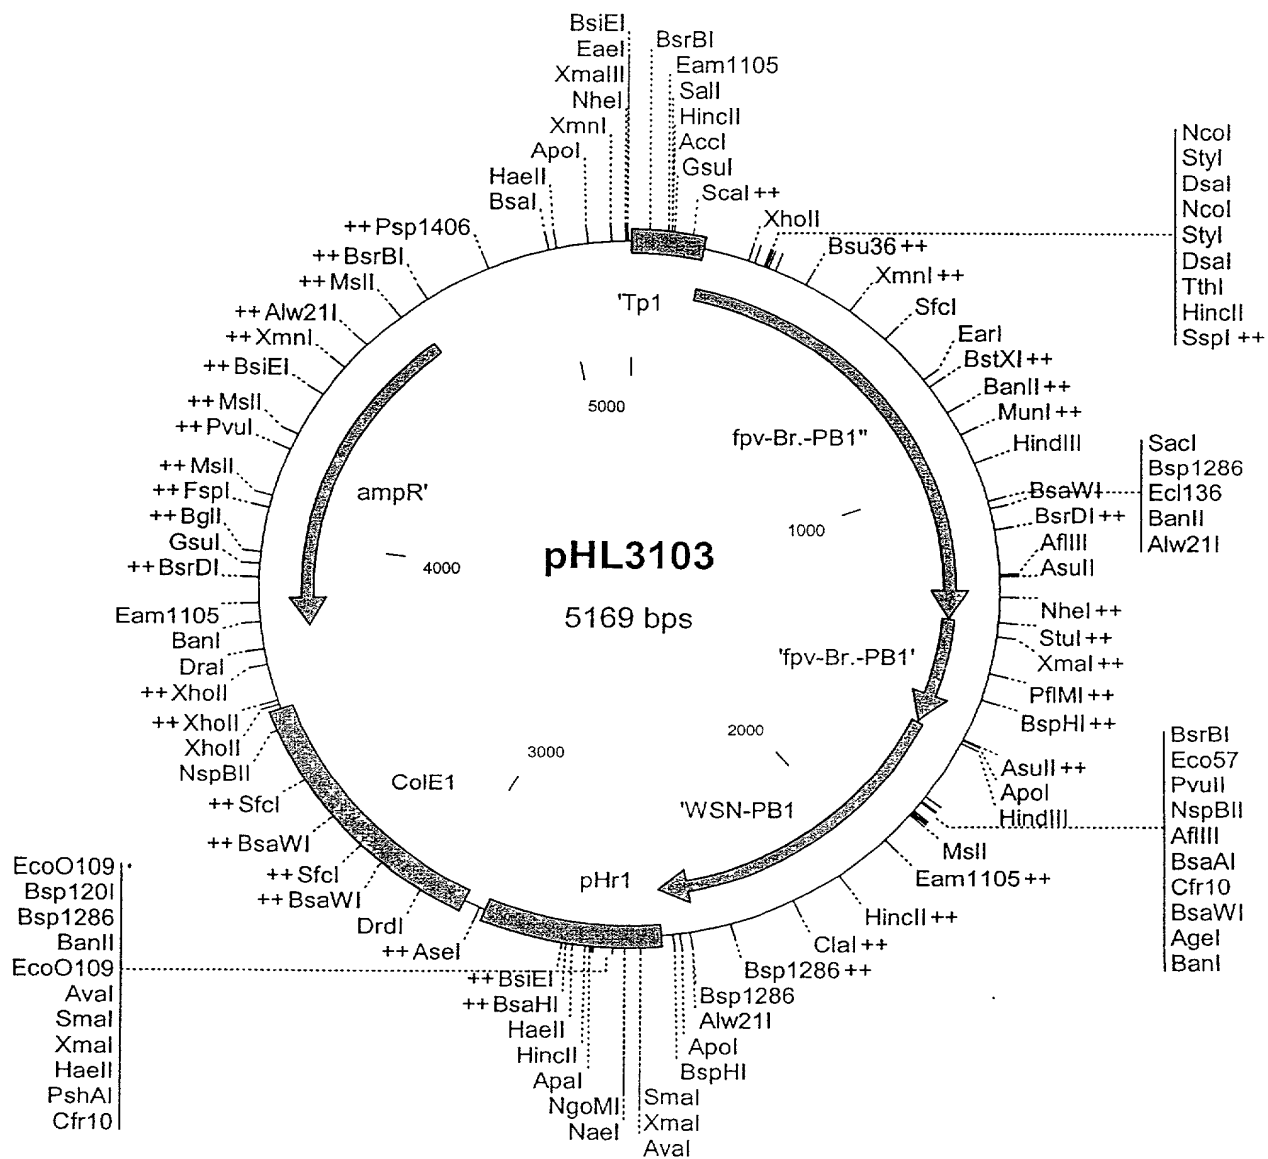 BsiEI
EaeI
XmaIII
NheI
XmnI
ApoI
HaeII
BsaI
++Psp1406
++BsrBI
++MslI
++Alw21I
++XmnI
++BsiEI
++MslI
++PvuI
++MslI
++FspI
++BglI
GsuI
++BsrDI
Eam1105
BanI
DraI
++XhoII
++XhoII
XhoII
NspBII
++SfcI
++BsaWI
++SfcI
++BsaWI
DrdI
++AseI
BsrBI
Eam1105
SalI
HincII
AccI
GsuI
ScaI++
XhoII
NcoI
StyI
DsaI
NcoI
StyI
DsaI
TthI
HincII
SspI++
Bsu36++
XmnI++
SfcI
EarI
BstXI++
BanII++
MunI++
HindIII
BsaWI
SacI
Bsp1286
Ecl136
BanII
Alw21I
BsrDI++
AflIII
AsuII
NheI++
StuI++
XmaI++
PflMI++
BspHI++
AsuII++
ApoI
HindIII
BsrBI
Eco57
PvuII
NspBII
AflIII
BsaAI
Cfr10
BsaWI
AgeI
BanI
MslI
Eam1105++
HincII++
ClaI++
Bsp1286++
Bsp1286
Alw21I
ApoI
BspHI
SmaI
XmaI
AvaI
++BsiEI
++BsaHI
HaeII
HincII
ApaI
NgoMI
NaeI
EcoO109
Bsp120I
Bsp1286
BanII
EcoO109
AvaI
SmaI
XmaI
HaeII
PshAI
Cfr10
'Tp1
5000
fpv-Br.-PB1"
1000
ampR'
4000
pHL3103
5169 bps
'fpv-Br.-PB1'
2000
3000
ColE1
'WSN-PB1
pHr1